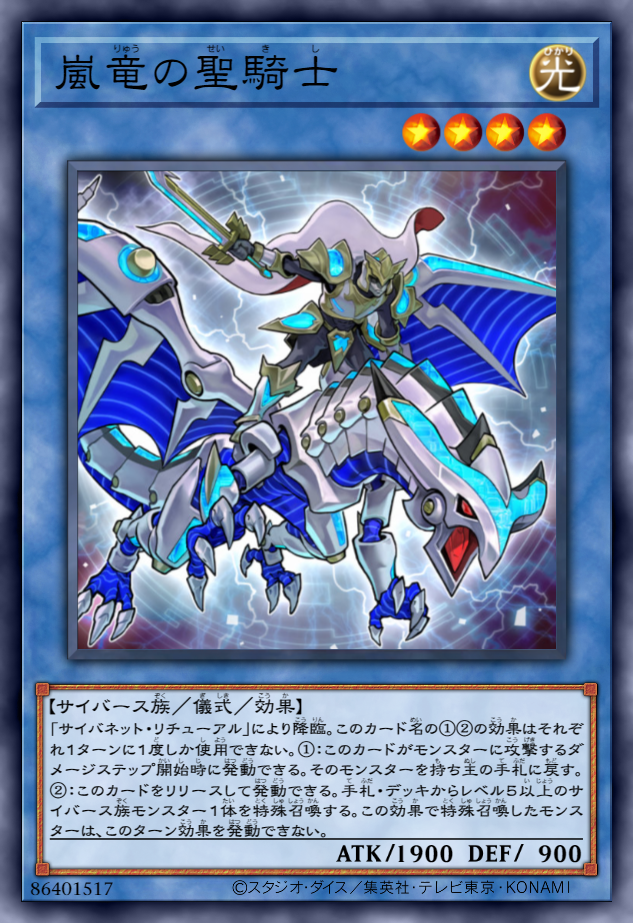 嵐竜の聖騎士
光
【サイバース族／儀式／効果】
「サイバネット・リチューアル」により降臨。このカード名の①②の効果はそれぞ
れ1ターンに1度しか使用できない。①：このカードがモンスターに攻撃するダ
メージステップ開始時に発動できる。そのモンスターを持ち主の手札に戻す。
②：このカードをリリースして発動できる。手札・デッキからレベル5以上のサ
イバース族モンスター1体を特殊召喚する。この効果で特殊召喚したモンス
ターは、このターン効果を発動できない。
ATK/1900 DEF/ 900
86401517 ©スタジオ・ダイス／集英社・テレビ東京・KONAMI